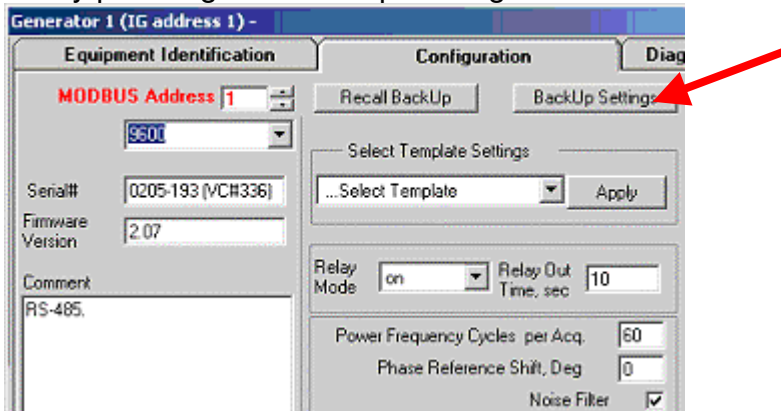 Generator 1 (IG address 1) -
Equipment Identification
Configuration
Diag
MODBUS Address 1
9600
Serial# 0205-193 (VC#336)
Firmware Version 2.07
Comment
RS-485.
Recall BackUp
BackUp Settings
Select Template Settings
...Select Template
Apply
Relay Mode on
Relay Out Time, sec 10
Power Frequency Cycles per Acq. 60
Phase Reference Shift, Deg 0
Noise Filter